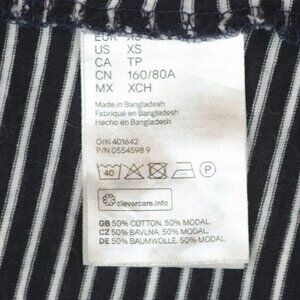 EUR XS
US XS
CA TP
CN 160/80A
MX XCH
Made in Bangladesh
Fabriqué en Bangladesh
Hecho en Bangladesh
O/N 401642
P/N 0554598 9
40
P
clevercare.info
GB 50% COTTON, 50% MODAL
CZ 50% BAVLNA, 50% MODAL
DE 50% BAUMWOLLE, 50% MODAL